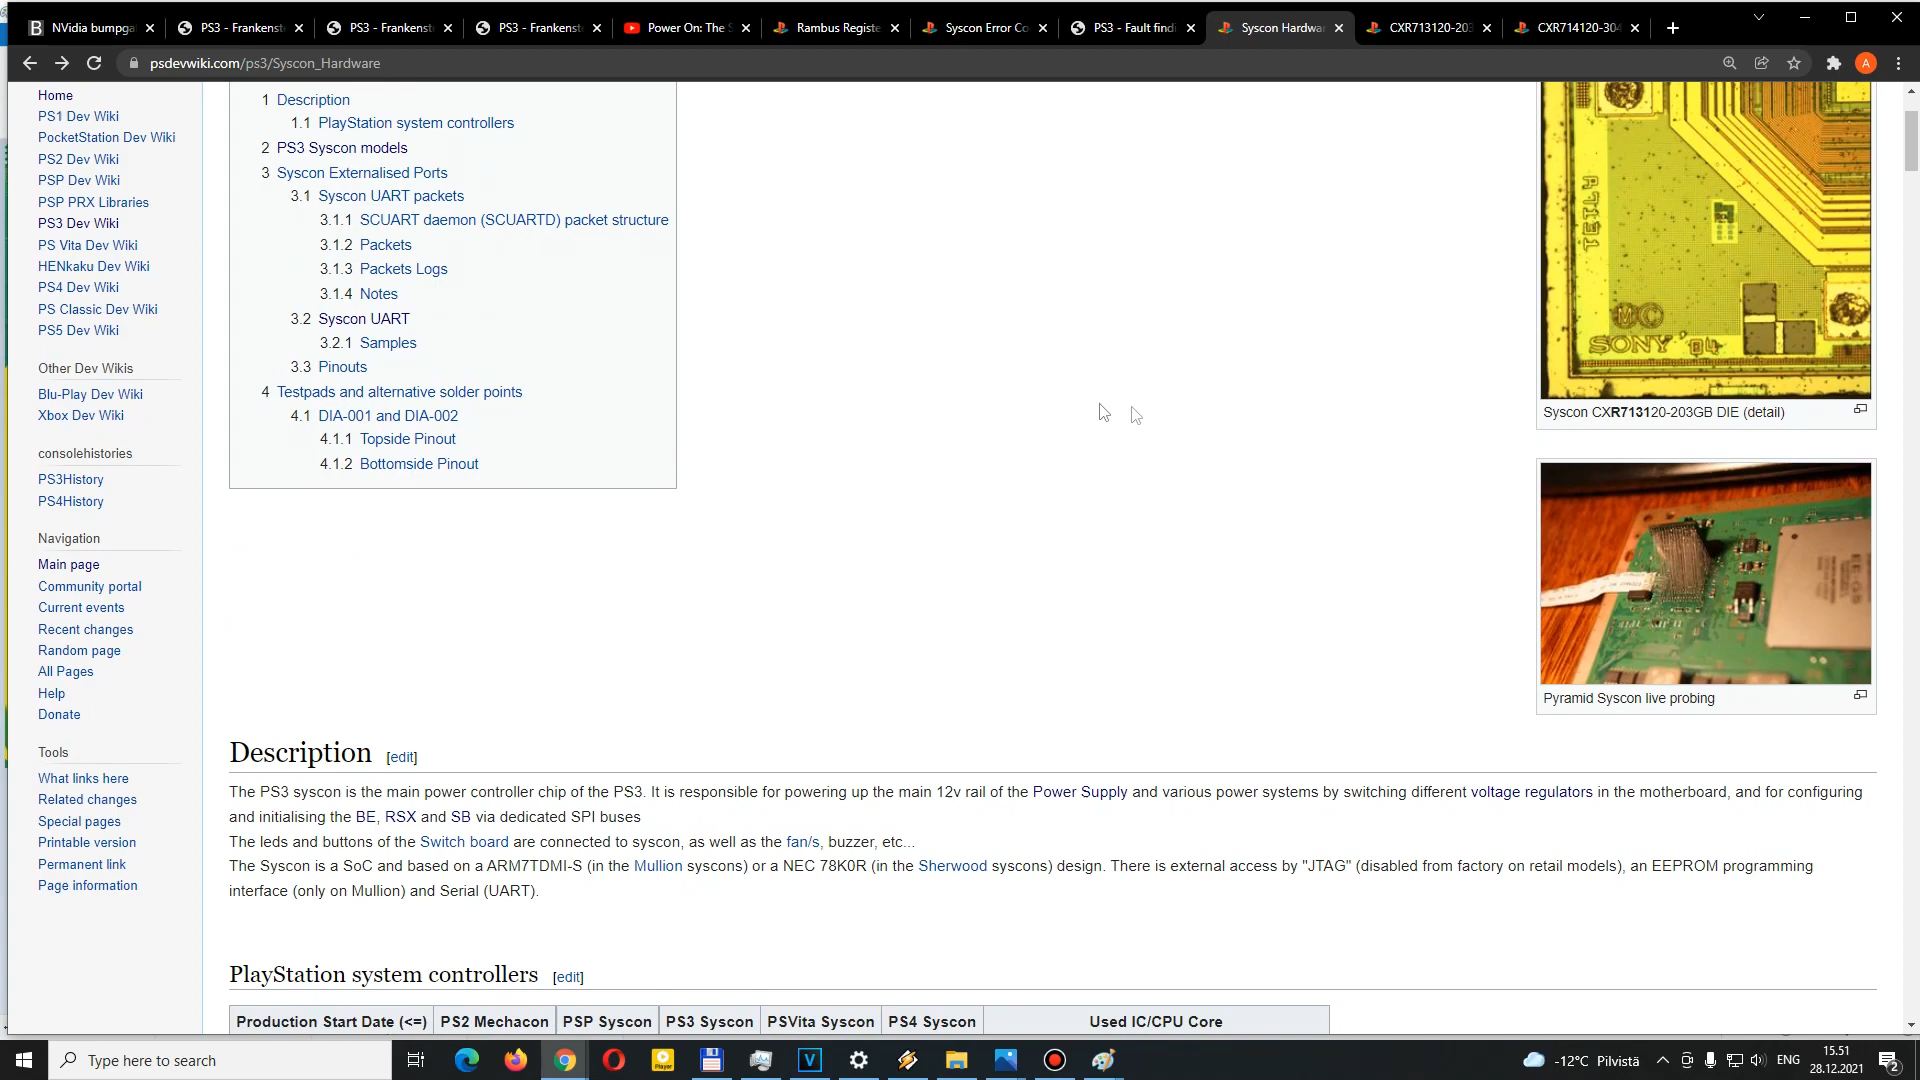 NVidia bumpga
PS3 - Frankenst
PS3 - Frankenst
PS3 - Frankenst
Power On: The S
Rambus Registe
Syscon Error Co
PS3 - Fault findi
Syscon Hardwa
CXR713120-203
CXR714120-304
psdevwiki.com/ps3/Syscon_Hardware
A
Home
PS1 Dev Wiki
PocketStation Dev Wiki
PS2 Dev Wiki
PSP Dev Wiki
PSP PRX Libraries
PS3 Dev Wiki
PS Vita Dev Wiki
HENkaku Dev Wiki
PS4 Dev Wiki
PS Classic Dev Wiki
PS5 Dev Wiki
Other Dev Wikis
Blu-Play Dev Wiki
Xbox Dev Wiki
consolehistories
PS3History
PS4History
Navigation
Main page
Community portal
Current events
Recent changes
Random page
All Pages
Help
Donate
Tools
What links here
Related changes
Special pages
Printable version
Permanent link
Page information
1 Description
1.1 PlayStation system controllers
2 PS3 Syscon models
3 Syscon Externalised Ports
3.1 Syscon UART packets
3.1.1 SCUART daemon (SCUARTD) packet structure
3.1.2 Packets
3.1.3 Packets Logs
3.1.4 Notes
3.2 Syscon UART
3.2.1 Samples
3.3 Pinouts
4 Testpads and alternative solder points
4.1 DIA-001 and DIA-002
4.1.1 Topside Pinout
4.1.2 Bottomside Pinout
SONY '04
Syscon CXR713120-203GB DIE (detail)
Pyramid Syscon live probing
Description [edit]
The PS3 syscon is the main power controller chip of the PS3. It is responsible for powering up the main 12v rail of the Power Supply and various power systems by switching different voltage regulators in the motherboard, and for configuring
and initialising the BE, RSX and SB via dedicated SPI buses
The leds and buttons of the Switch board are connected to syscon, as well as the fan/s, buzzer, etc...
The Syscon is a SoC and based on a ARM7TDMI-S (in the Mullion syscons) or a NEC 78K0R (in the Sherwood syscons) design. There is external access by "JTAG" (disabled from factory on retail models), an EEPROM programming
interface (only on Mullion) and Serial (UART).
PlayStation system controllers [edit]
Production Start Date (<=) PS2 Mechacon PSP Syscon PS3 Syscon PSVita Syscon PS4 Syscon Used IC/CPU Core
Type here to search
-12°C Pilvistä
ENG
15.51
28.12.2021
2